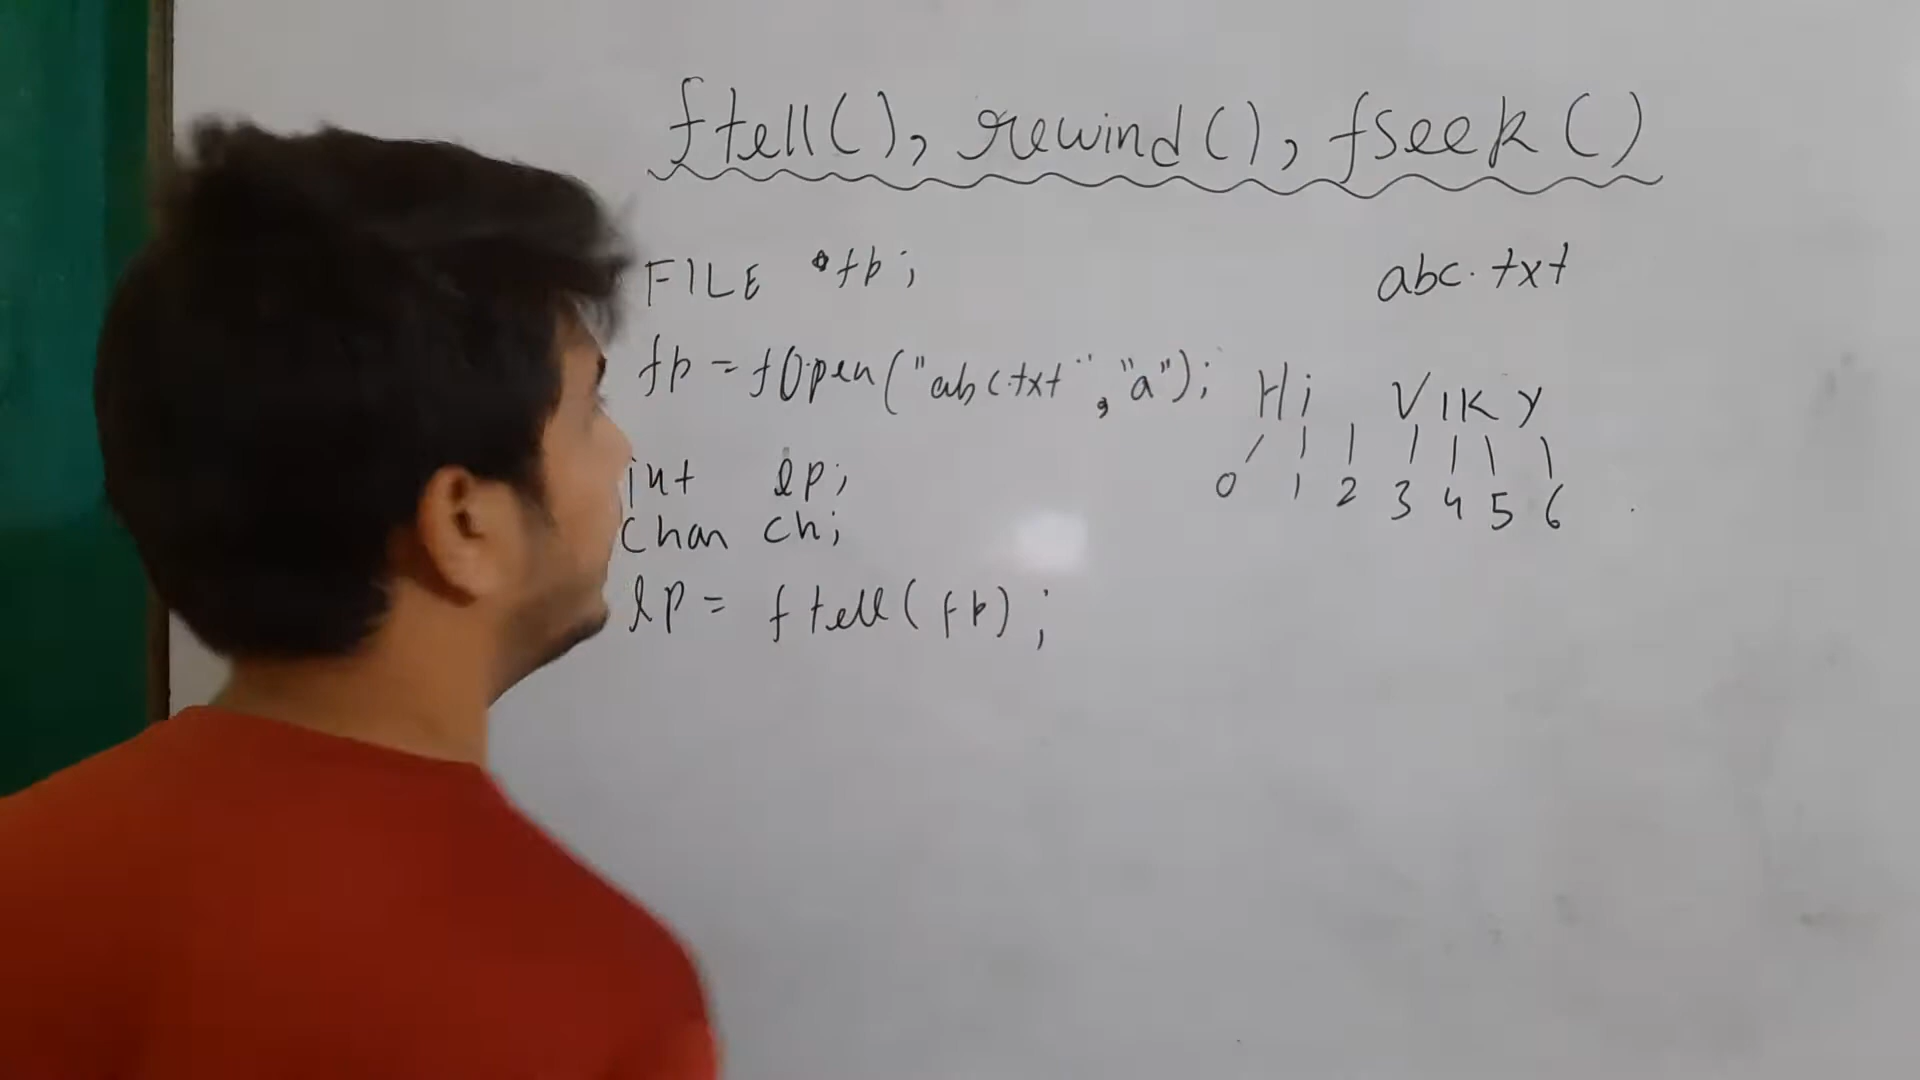 ftell(), rewind(), fseek()
FILE *fp;
fp = fopen("abc.txt", "a");
int lp;
char ch;
lp = ftell(fp);
abc.txt
Hi VIKY
0 1 2 3 4 5 6